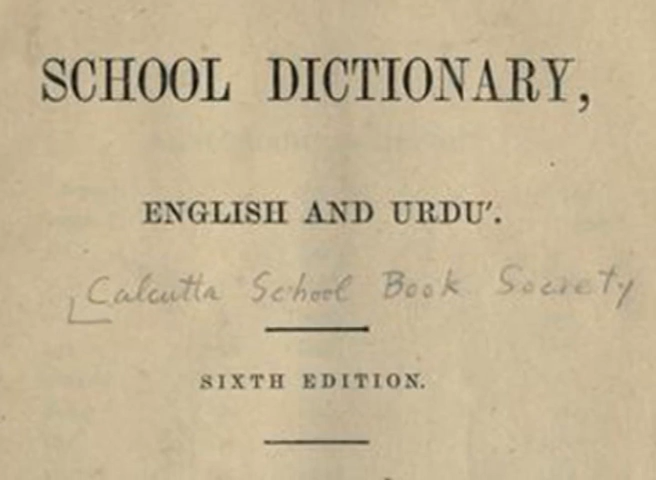 SCHOOL DICTIONARY,
ENGLISH AND URDU′.
[Calcutta School Book Society
SIXTH EDITION.